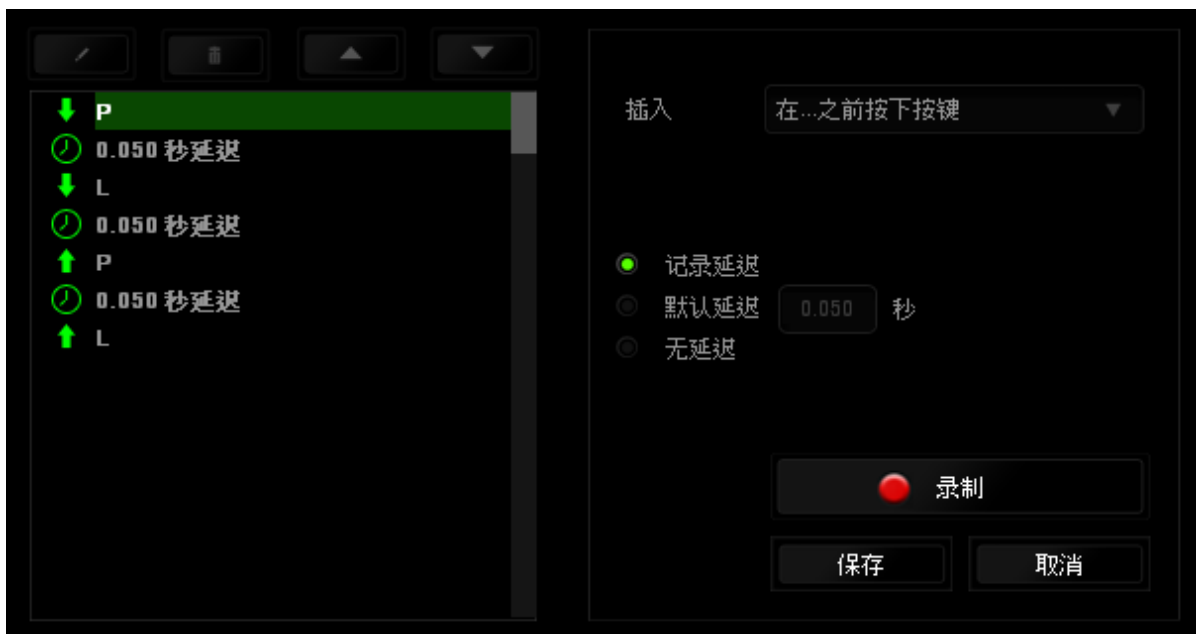 P
0.050 秒延迟
L
0.050 秒延迟
P
0.050 秒延迟
L
插入
在...之前按下按键
记录延迟
默认延迟 0.050 秒
无延迟
录制
保存 取消